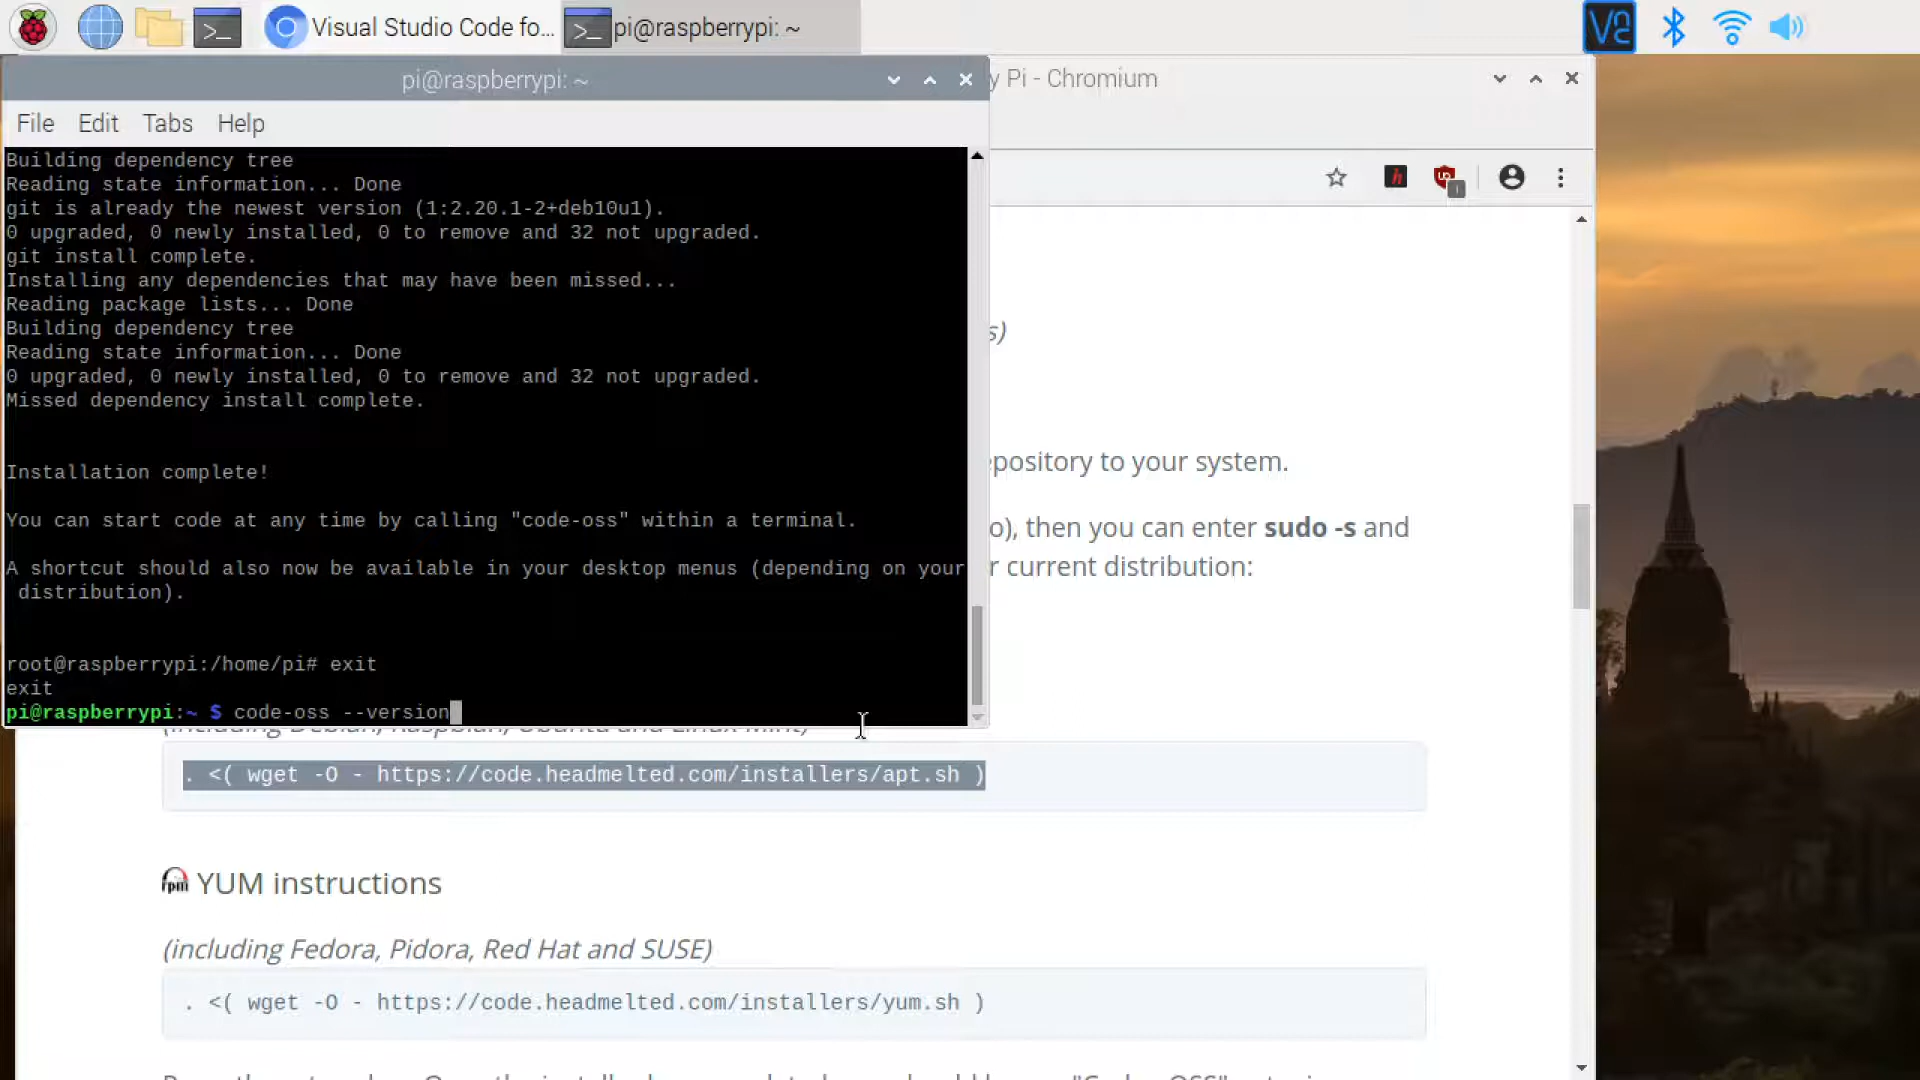 Visual Studio Code fo...
pi@raspberrypi: ~
pi@raspberrypi: ~
y Pi - Chromium
File Edit Tabs Help
Building dependency tree
Reading state information... Done
git is already the newest version (1:2.20.1-2+deb10u1).
0 upgraded, 0 newly installed, 0 to remove and 32 not upgraded.
git install complete.
Installing any dependencies that may have been missed...
Reading package lists... Done
Building dependency tree
Reading state information... Done
0 upgraded, 0 newly installed, 0 to remove and 32 not upgraded.
Missed dependency install complete.
Installation complete!
You can start code at any time by calling "code-oss" within a terminal.
A shortcut should also now be available in your desktop menus (depending on your
distribution).
root@raspberrypi:/home/pi# exit
exit
pi@raspberrypi:~ $ code-oss --version
s)
epository to your system.
o), then you can enter sudo -s and
r current distribution:
(including Debian, Raspbian, Ubuntu and Linux Mint)
. <( wget -O - https://code.headmelted.com/installers/apt.sh )
YUM instructions
(including Fedora, Pidora, Red Hat and SUSE)
. <( wget -O - https://code.headmelted.com/installers/yum.sh )